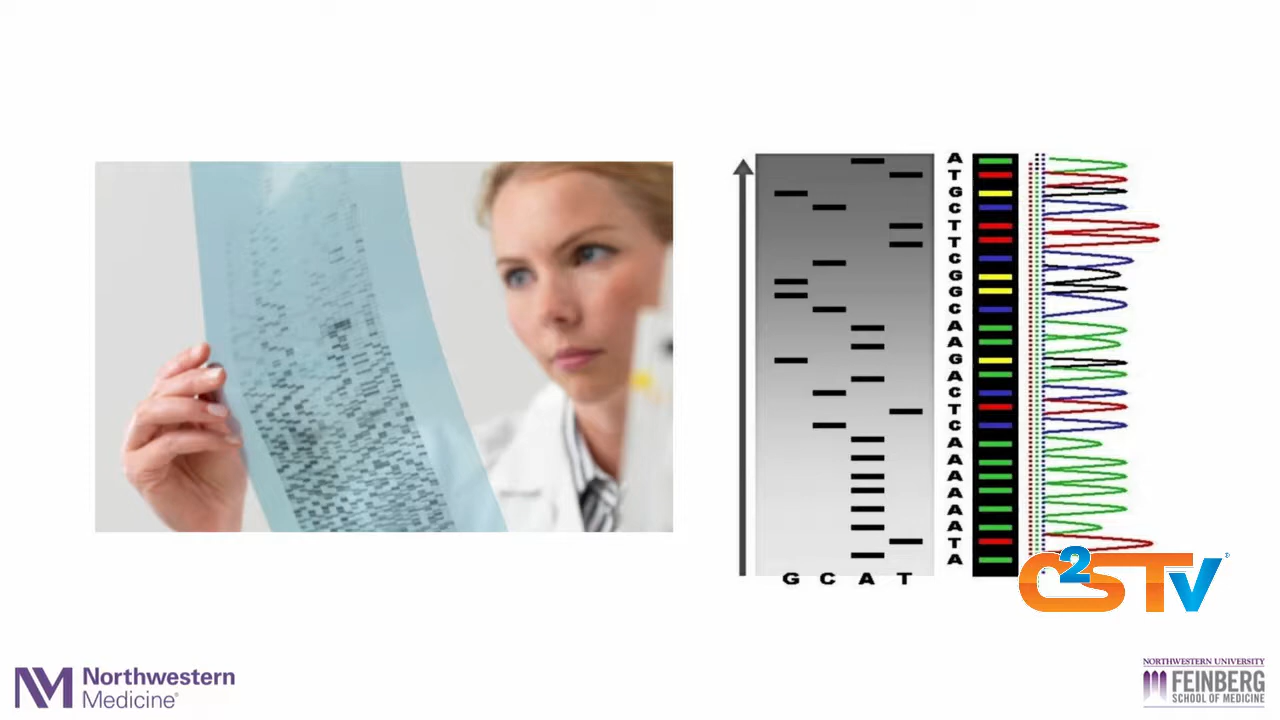 A
T
G
C
T
T
C
G
G
C
A
A
G
A
C
T
C
A
A
A
A
A
A
T
A
G C A T
C2STV®
Northwestern
Medicine®
NORTHWESTERN UNIVERSITY
FEINBERG
SCHOOL OF MEDICINE